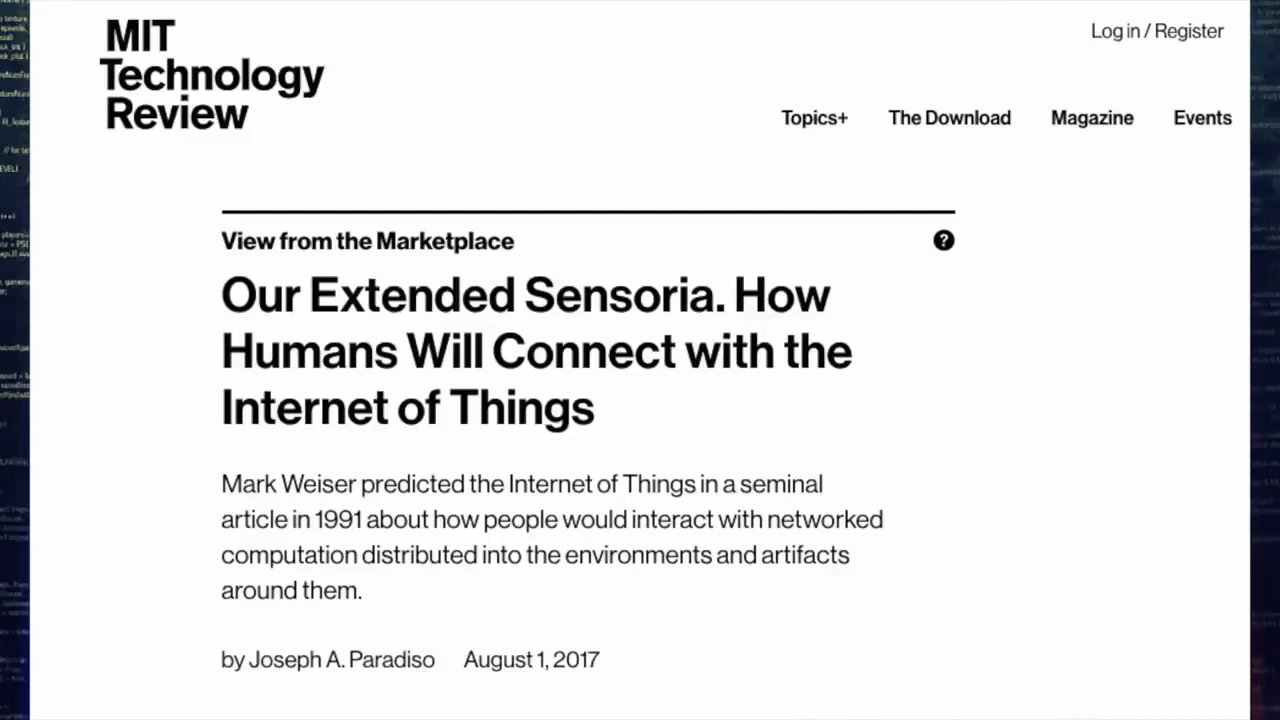 MIT
Technology
Review
Log in / Register
Topics+ The Download Magazine Events
View from the Marketplace
?
Our Extended Sensoria. How
Humans Will Connect with the
Internet of Things
Mark Weiser predicted the Internet of Things in a seminal
article in 1991 about how people would interact with networked
computation distributed into the environments and artifacts
around them.
by Joseph A. Paradiso August 1, 2017